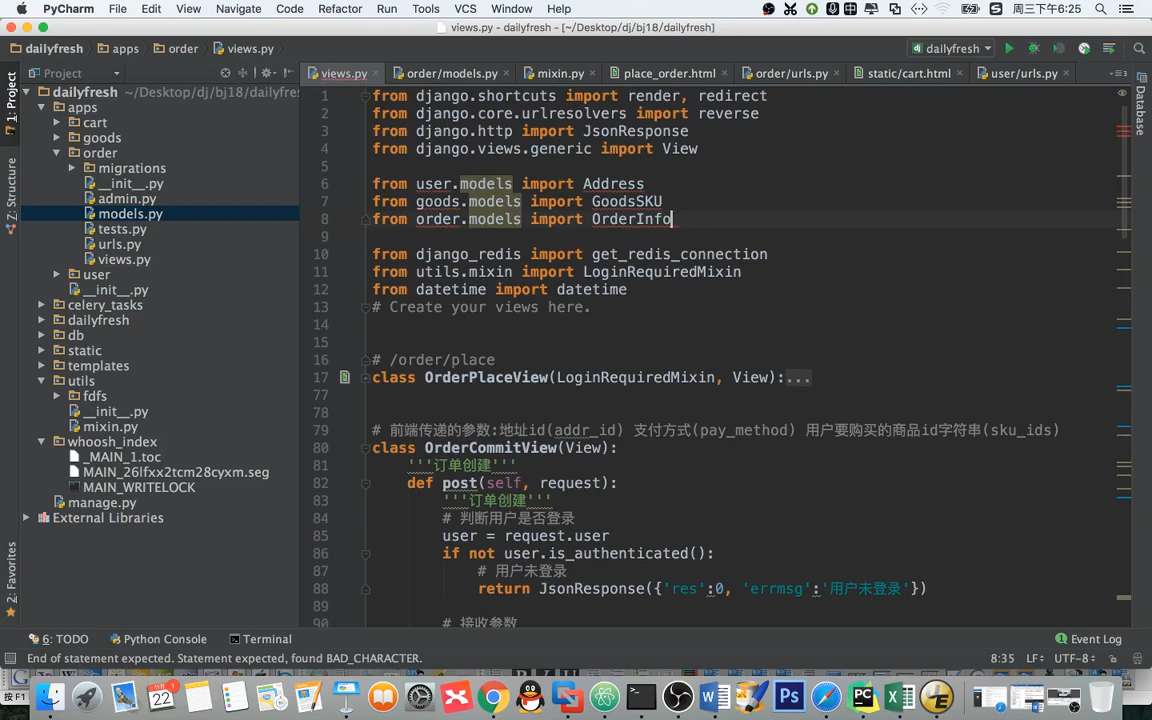 PyCharm File Edit View Navigate Code Refactor Run Tools VCS Window Help 周三下午6:25
views.py - dailyfresh - [~/Desktop/dj/bj18/dailyfresh]
dailyfresh apps order views.py dailyfresh
Project views.py order/models.py mixin.py place_order.html order/urls.py static/cart.html user/urls.py
1: Project
Z: Structure
2: Favorites
Database
dailyfresh ~/Desktop/dj/bj18/dailyfres
apps
cart
goods
order
migrations
__init__.py
admin.py
models.py
tests.py
urls.py
views.py
user
__init__.py
celery_tasks
dailyfresh
db
static
templates
utils
fdfs
__init__.py
mixin.py
whoosh_index
_MAIN_1.toc
MAIN_26lfxx2tcm28cyxm.seg
MAIN_WRITELOCK
manage.py
External Libraries
1 from django.shortcuts import render, redirect
2 from django.core.urlresolvers import reverse
3 from django.http import JsonResponse
4 from django.views.generic import View
5
6 from user.models import Address
7 from goods.models import GoodsSKU
8 from order.models import OrderInfo
9
10 from django_redis import get_redis_connection
11 from utils.mixin import LoginRequiredMixin
12 from datetime import datetime
13 # Create your views here.
14
15
16 # /order/place
17 class OrderPlaceView(LoginRequiredMixin, View):...
77
78
79 # 前端传递的参数:地址id(addr_id) 支付方式(pay_method) 用户要购买的商品id字符串(sku_ids)
80 class OrderCommitView(View):
81 '''订单创建'''
82 def post(self, request):
83 '''订单创建'''
84 # 判断用户是否登录
85 user = request.user
86 if not user.is_authenticated():
87 # 用户未登录
88 return JsonResponse({'res':0, 'errmsg':'用户未登录'})
89
90 # 接收参数
6: TODO Python Console Terminal Event Log
End of statement expected. Statement expected, found BAD_CHARACTER. 8:35 LF UTF-8
按F1
22